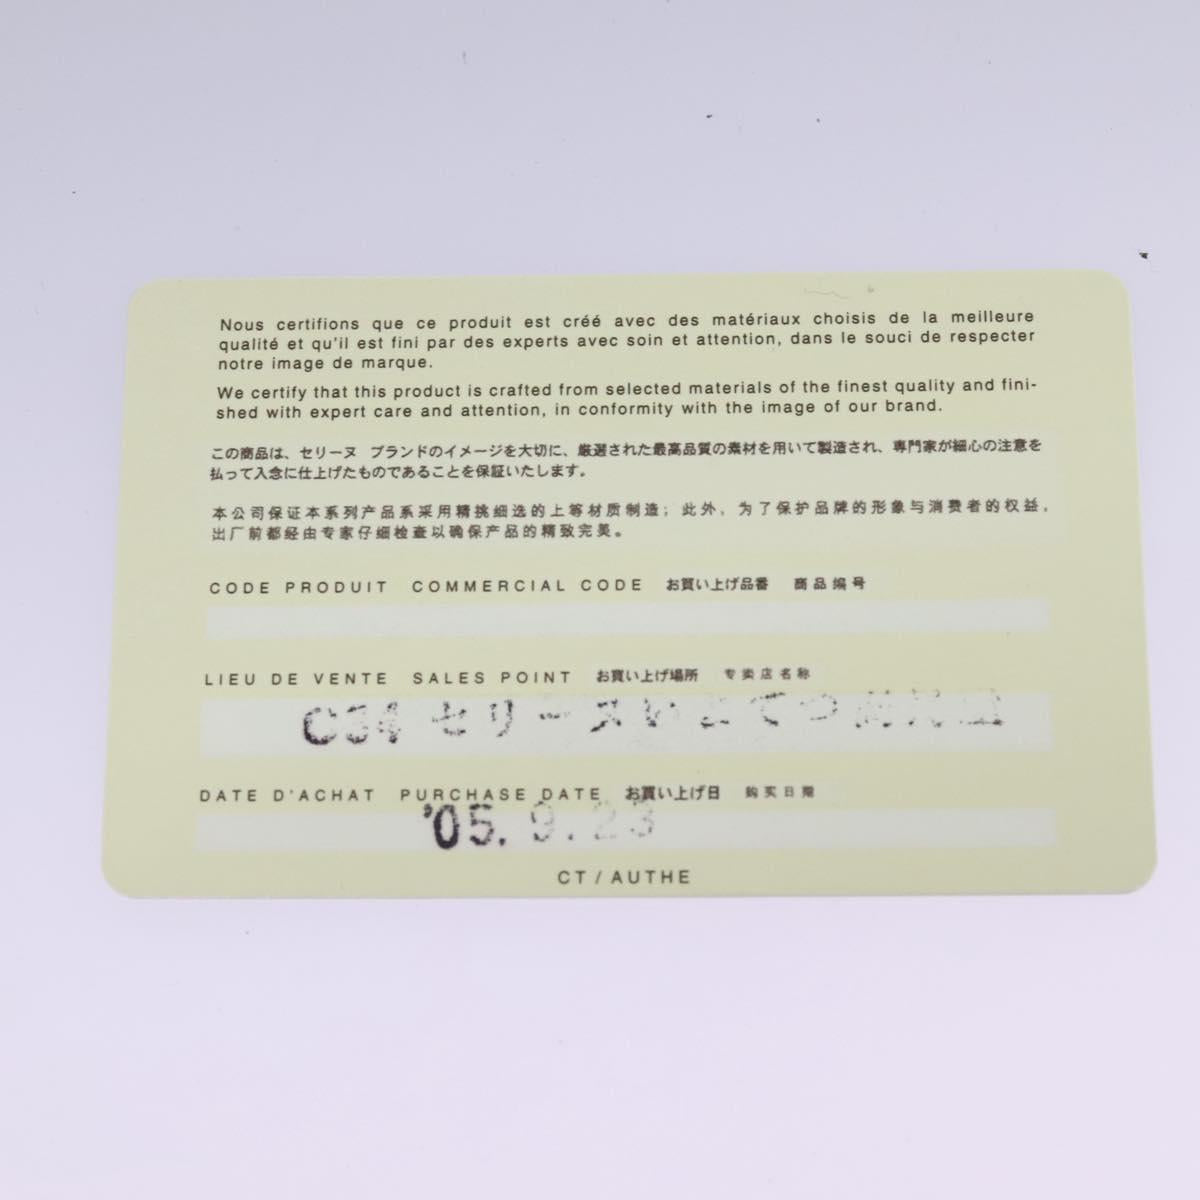 Nous certifions que ce produit est créé avec des matériaux choisis de la meilleure
qualité et qu'il est fini par des experts avec soin et attention, dans le souci de respecter
notre image de marque.
We certify that this product is crafted from selected materials of the finest quality and fini-
shed with expert care and attention, in conformity with the image of our brand.
この商品は、セリーヌ ブランドのイメージを大切に、厳選された最高品質の素材を用いて製造され、専門家が細心の注意を
払って入念に仕上げたものであることを保証いたします。
本公司保证本系列产品系采用精挑细选的上等材质制造；此外，为了保护品牌的形象与消费者的权益，
出厂前都经由专家仔细检查以确保产品的精致完美。
CODE PRODUIT COMMERCIAL CODE お買い上げ品番 商品编号
LIEU DE VENTE SALES POINT お買い上げ場所 专卖店名称
C34 セリーヌ
DATE D'ACHAT PURCHASE DATE お買い上げ日 购买日期
'05. 9. 23
CT / AUTHE